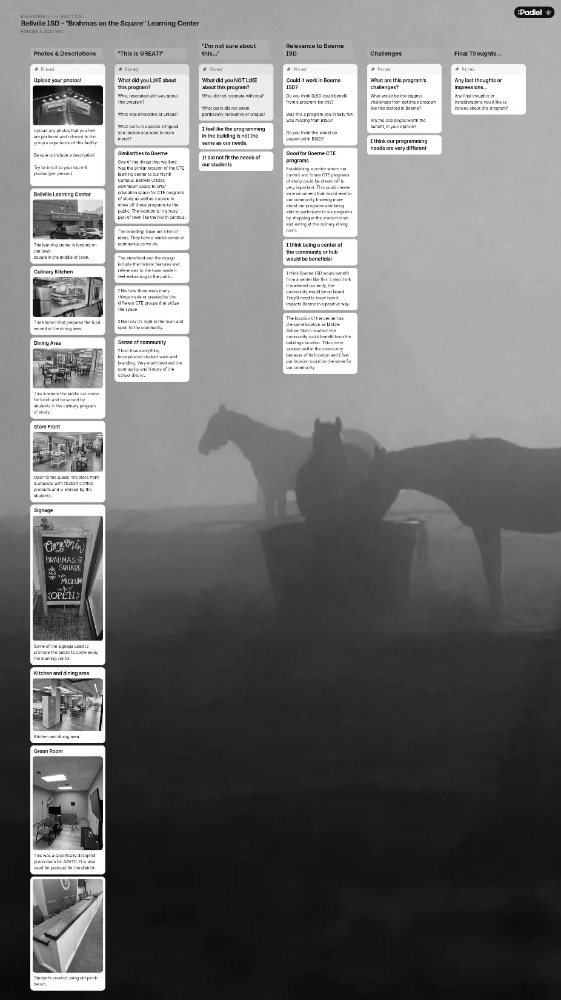 pflugerarchitects + 5 • March 1, 2025
Bellville ISD - "Brahmas on the Square" Learning Center
February 3, 2025 Visit
:Padlet
Photos & Descriptions
Pinned
Upload your photos!
BRAHMAS
Upload any photos that you feel
are pertinent and relevant to the
group's experience of this facility.
Be sure to include a description!
Try to limit it to your top 6-8
photos (per person)
Bellville Learning Center
The learning center is located on
the town
square in the middle of town.
Culinary Kitchen
The kitchen that prepares the food
served in the dining area.
Dining Area
This is where the public can come
for lunch and be served by
students in the culinary program
of study.
Store Front
Open to the public, the store front
is stocked with student crafted
products and is worked by the
students.
Signage
Come on in
BRAHMAS ON THE
SQUARE
AND THE
MUSEUM
are
OPEN
Some of the signage used to
promote the public to come enjoy
the learning center.
Kitchen and dining area
Kitchen and dining area
Green Room
This was a specifically designed
green room for AAVTC. It is also
used for podcast for the district.
Student's created using old picnic
bench.
"This is GREAT!"
Pinned
What did you LIKE about
this program?
What resonated with you about
this program?
What was innovative or unique?
What parts or aspects intrigued
you (makes you want to learn
more)?
Similarities to Boerne
One of the things that we liked
was the similar location of the CTE
learning center to our North
Campus. Bellville utilizes
downtown space to offer
education space for CTE programs
of study as well as a space to
show off those programs to the
public. The location is in a busy
part of town like the North campus.
The branding! Gave me a ton of
ideas. They have a similar sense of
community as we do.
The storefront and the design
include the historic features and
references to the town made it
feel welcoming to the public.
I like how there were many
things made or created by the
different CTE groups that utilize
the space.
I like how it's right in the town and
open to the community.
Sense of community
I love how everything
incorporated student work and
branding. Very much involved the
community and history of the
school district.
"I'm not sure about
this..."
Pinned
What did you NOT LIKE
about this program?
What did not resonate with you?
What parts did not seem
particularly innovative or unique?
I feel like the programming
in the building is not the
same as our needs.
It did not fit the needs of
our students
Relevance to Boerne
ISD
Pinned
Could it work in Boerne
ISD?
Do you think BISD could benefit
from a program like this?
Was this a program you initially felt
was missing from BISD?
Do you think this would be
supported in BISD?
Good for Boerne CTE
programs
Establishing a center where our
current and future CTE programs
of study could be shown off is
very important. This could create
an environment that would lead to
our community knowing more
about our programs and being
able to participate in our programs
by shopping at the student store
and eating at the culinary dining
room.
I think being a center of
the community or hub
would be beneficial
I think Boerne ISD would benefit
from a center like this. I also think
if marketed correctly, the
community would be on board.
They'd need to know how it
impacts Boerne in a positive way.
The location of the center has
the same location as Middle
School North in which the
community could benefit from the
buildings location. This center
worked well in the community
because of its location and I feel
our location could do the same for
our community
Challenges
Pinned
What are this program's
challenges?
What would be the biggest
challenges from getting a program
like this started in Boerne?
Are the challenges worth the
benefit, in your opinion?
I think our programming
needs are very different
Final Thoughts...
Pinned
Any last thoughts or
impressions...
Any final thoughts or
considerations you'd like to
convey about this program?